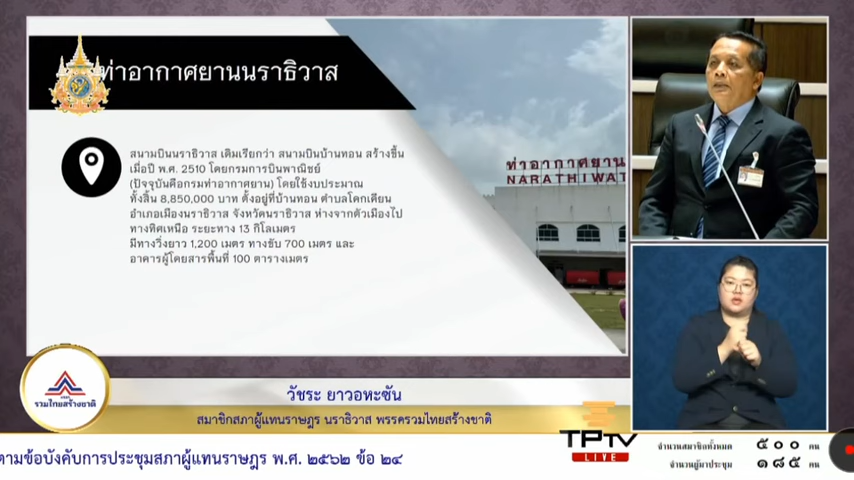 ท่าอากาศยานนราธิวาส
สนามบินนราธิวาส เดิมเรียกว่า สนามบินบ้านทอน สร้างขึ้น
เมื่อปี พ.ศ. 2510 โดยกรมการบินพาณิชย์
(ปัจจุบันคือกรมท่าอากาศยาน) โดยใช้งบประมาณ
ทั้งสิ้น 8,850,000 บาท ตั้งอยู่ที่บ้านทอน ตำบลโคกเคียน
อำเภอเมืองนราธิวาส จังหวัดนราธิวาส ห่างจากตัวเมืองไป
ทางทิศเหนือ ระยะทาง 13 กิโลเมตร
มีทางวิ่งยาว 1,200 เมตร ทางขับ 700 เมตร และ
อาคารผู้โดยสารพื้นที่ 100 ตารางเมตร
ท่าอากาศยาน
NARATHIWAT
พรรค
รวมไทยสร้างชาติ
วัชระ ยาวอหะซัน
สมาชิกสภาผู้แทนราษฎร นราธิวาส พรรครวมไทยสร้างชาติ
TPTV
LIVE
จำนวนสมาชิกทั้งหมด ๕๐๐ คน
จำนวนผู้มาประชุม ๑๘๕ คน
ตามข้อบังคับการประชุมสภาผู้แทนราษฎร พ.ศ. ๒๕๖๒ ข้อ ๒๔